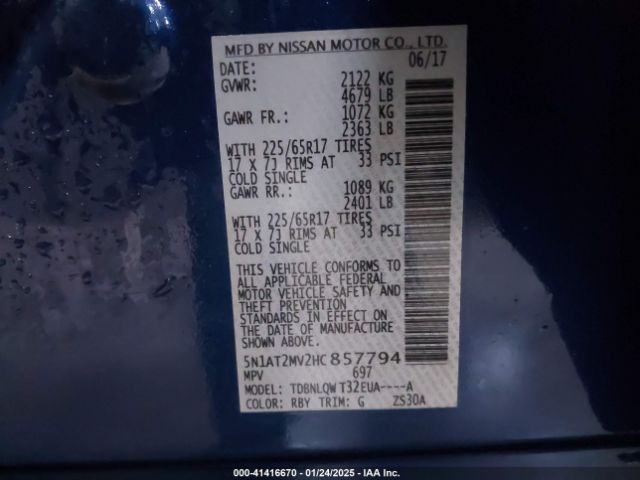 MFD BY NISSAN MOTOR CO., LTD.
DATE: 06/17
GVWR: 2122 KG
4679 LB
GAWR FR.: 1072 KG
2363 LB
WITH 225/65R17 TIRES
17 X 7J RIMS AT 33 PSI
COLD SINGLE
GAWR RR.: 1089 KG
2401 LB
WITH 225/65R17 TIRES
17 X 7J RIMS AT 33 PSI
COLD SINGLE
THIS VEHICLE CONFORMS TO
ALL APPLICABLE FEDERAL
MOTOR VEHICLE SAFETY AND
THEFT PREVENTION
STANDARDS IN EFFECT ON
THE DATE OF MANUFACTURE
SHOWN ABOVE.
5N1AT2MV2HC857794
MPV 697
MODEL: TDBNLQWT32EUA----A
COLOR: RBY TRIM: G ZS30A
000-41416670 - 01/24/2025 - IAA Inc.